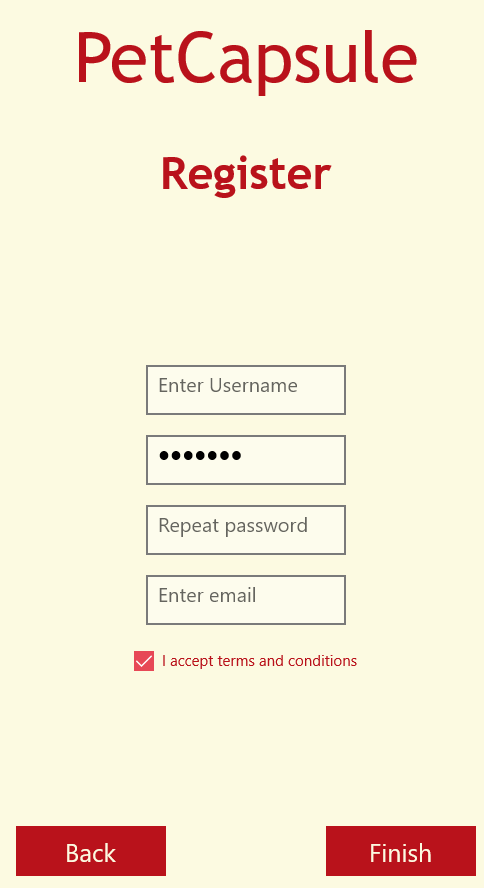 PetCapsule
Register
Enter Username
•••••••
Repeat password
Enter email
I accept terms and conditions
Back
Finish